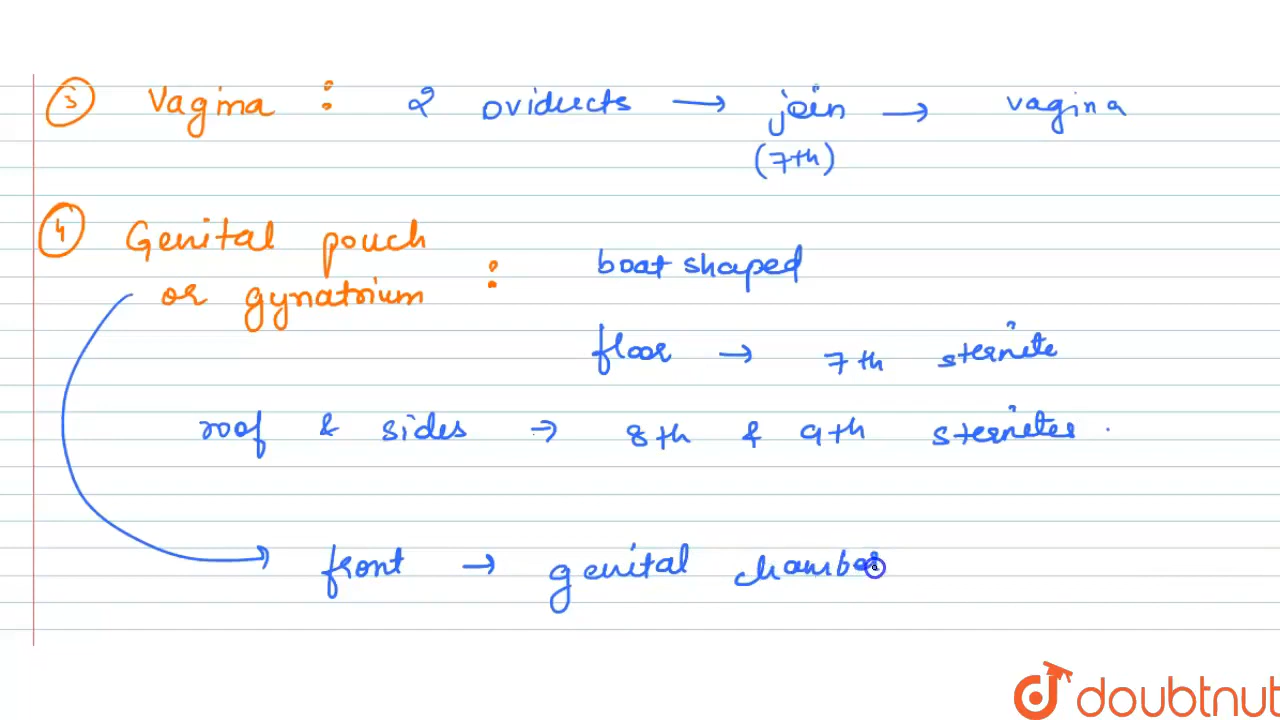 3 Vagina : 2 oviducts → join → vagina
(7th)
4 Genital pouch
or gynatrium : boat shaped
floor → 7th sternite
roof & sides → 8th & 9th sternites.
front → genital chamber
doubtnut